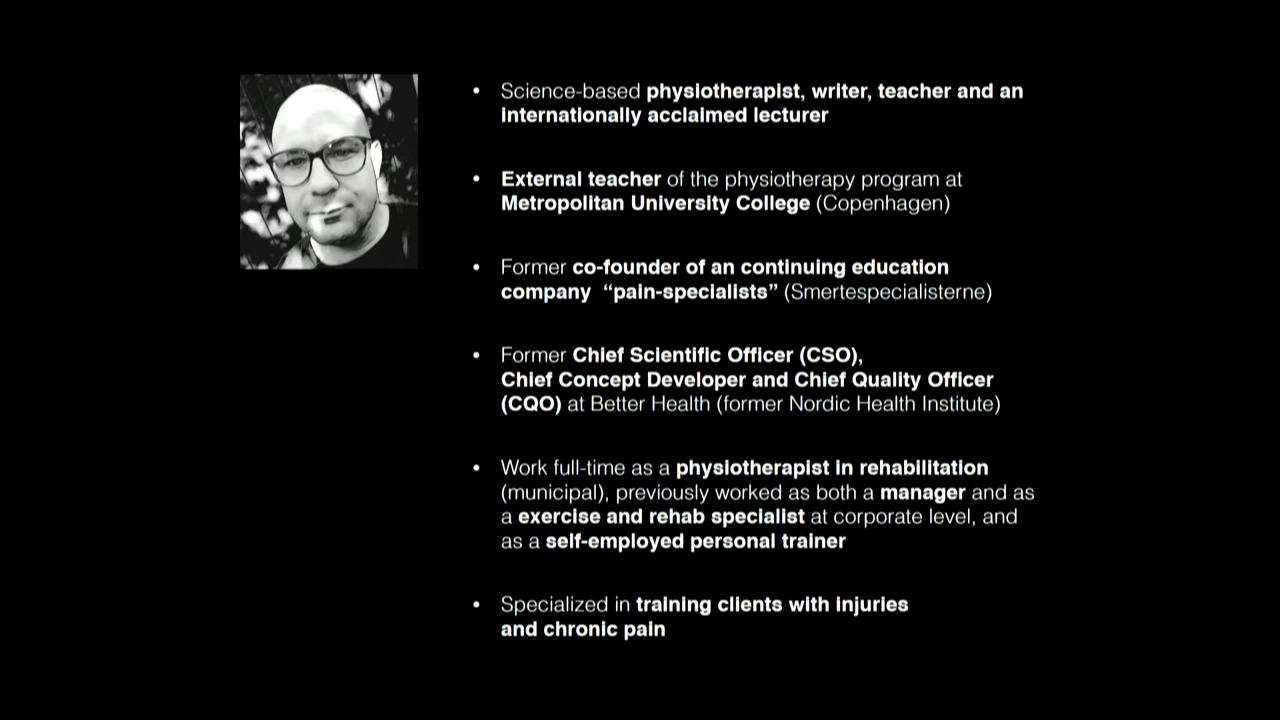 • Science-based physiotherapist, writer, teacher and an
internationally acclaimed lecturer
• External teacher of the physiotherapy program at
Metropolitan University College (Copenhagen)
• Former co-founder of an continuing education
company “pain-specialists” (Smertespecialisterne)
• Former Chief Scientific Officer (CSO),
Chief Concept Developer and Chief Quality Officer
(CQO) at Better Health (former Nordic Health Institute)
• Work full-time as a physiotherapist in rehabilitation
(municipal), previously worked as both a manager and as
a exercise and rehab specialist at corporate level, and
as a self-employed personal trainer
• Specialized in training clients with injuries
and chronic pain